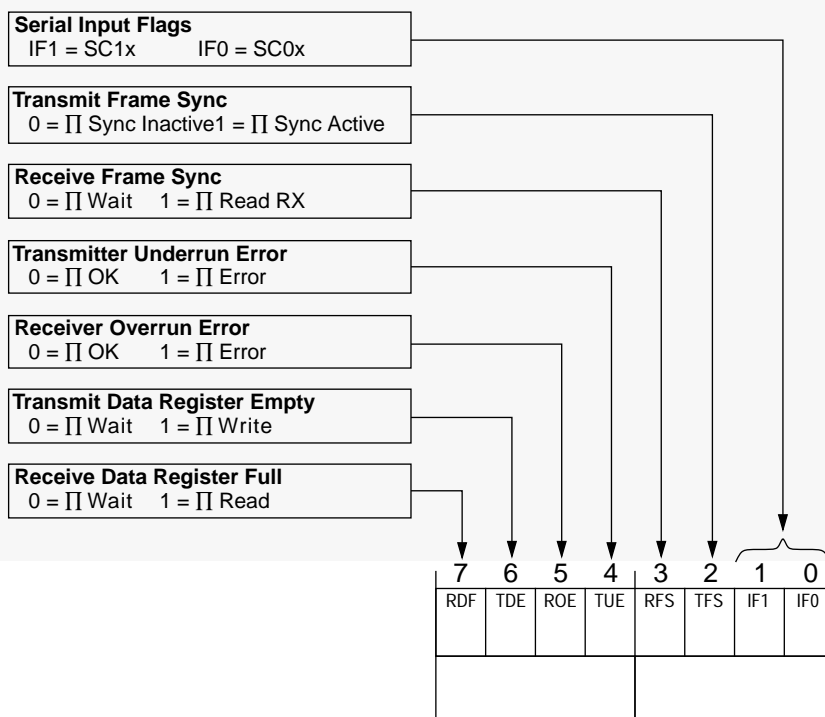 Serial Input Flags
IF1 = SC1x IF0 = SC0x
Transmit Frame Sync
0 = ∏ Sync Inactive1 = ∏ Sync Active
Receive Frame Sync
0 = ∏ Wait 1 = ∏ Read RX
Transmitter Underrun Error
0 = ∏ OK 1 = ∏ Error
Receiver Overrun Error
0 = ∏ OK 1 = ∏ Error
Transmit Data Register Empty
0 = ∏ Wait 1 = ∏ Write
Receive Data Register Full
0 = ∏ Wait 1 = ∏ Read
7 6 5 4 3 2 1 0
RDF TDE ROE TUE RFS TFS IF1 IF0